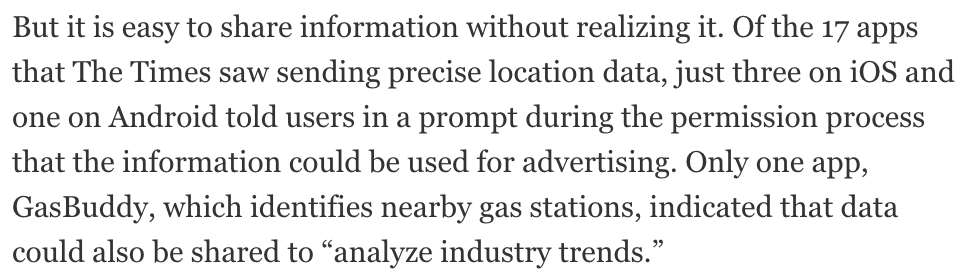 But it is easy to share information without realizing it. Of the 17 apps
that The Times saw sending precise location data, just three on iOS and
one on Android told users in a prompt during the permission process
that the information could be used for advertising. Only one app,
GasBuddy, which identifies nearby gas stations, indicated that data
could also be shared to “analyze industry trends.”